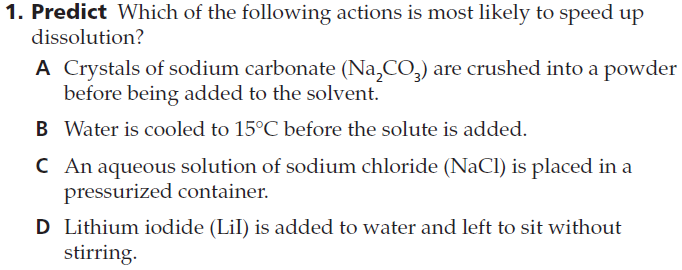 1. Predict Which of the following actions is most likely to speed up
dissolution?
A Crystals of sodium carbonate (Na₂CO₃) are crushed into a powder
before being added to the solvent.
B Water is cooled to 15°C before the solute is added.
C An aqueous solution of sodium chloride (NaCl) is placed in a
pressurized container.
D Lithium iodide (LiI) is added to water and left to sit without
stirring.